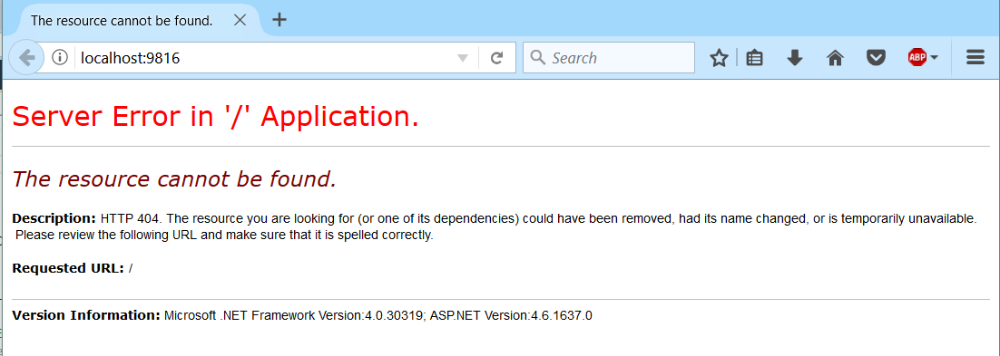 The resource cannot be found.
localhost:9816
Search
ABP
Server Error in '/' Application.
The resource cannot be found.
Description: HTTP 404. The resource you are looking for (or one of its dependencies) could have been removed, had its name changed, or is temporarily unavailable.
Please review the following URL and make sure that it is spelled correctly.
Requested URL: /
Version Information: Microsoft .NET Framework Version:4.0.30319; ASP.NET Version:4.6.1637.0